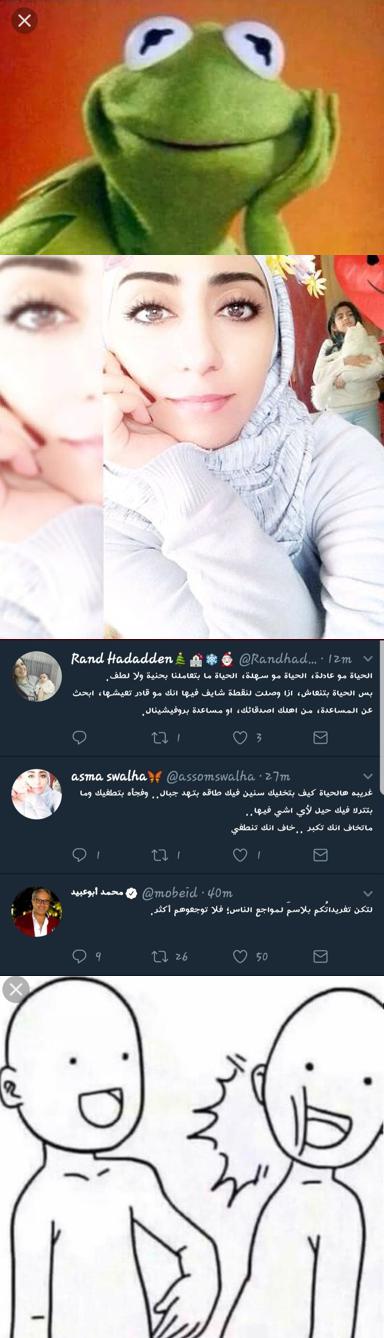 Rand Hadadden🎄🏠❄️🎅 @Randhad... · 12m
الحياة مو عادلة، الحياة مو سهلة، الحياة ما بتعاملنا بحنية ولا لطف.
بس الحياة بتنعاش، اذا وصلت لنقطة شايف فيها انك مو قادر تعيشها، ابحث
عن المساعدة، من اهلك اصدقائك، او مساعدة بروفيشينال.
1 3
asma swalha🦋 @assomswalha · 27m
غريبه هالحياة كيف بتخليك سنين فيك طاقه بتهد جبال.. وفجأه بتطفيك وما
بتترك فيك حيل لأي اشي فيها..
ماتخاف انك تكبر ..خاف انك تنطفي
1 1 1
محمد أبوعبيد @mobeid · 40m
لتكن تغريداتُكم بلاسمَ لمواجع الناس؛ فلا توجعوهم أكثر.
9 26 50